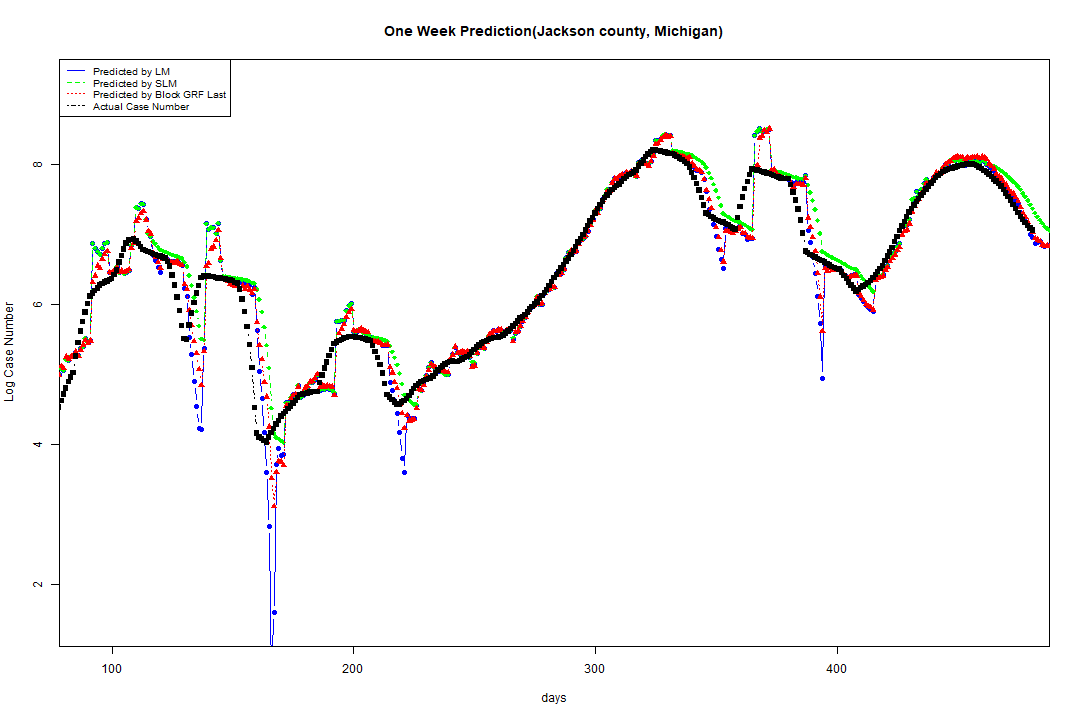 One Week Prediction(Jackson county, Michigan)
Predicted by LM
Predicted by SLM
Predicted by Block GRF Last
Actual Case Number
8
6
4
2
Log Case Number
100
200
300
400
days